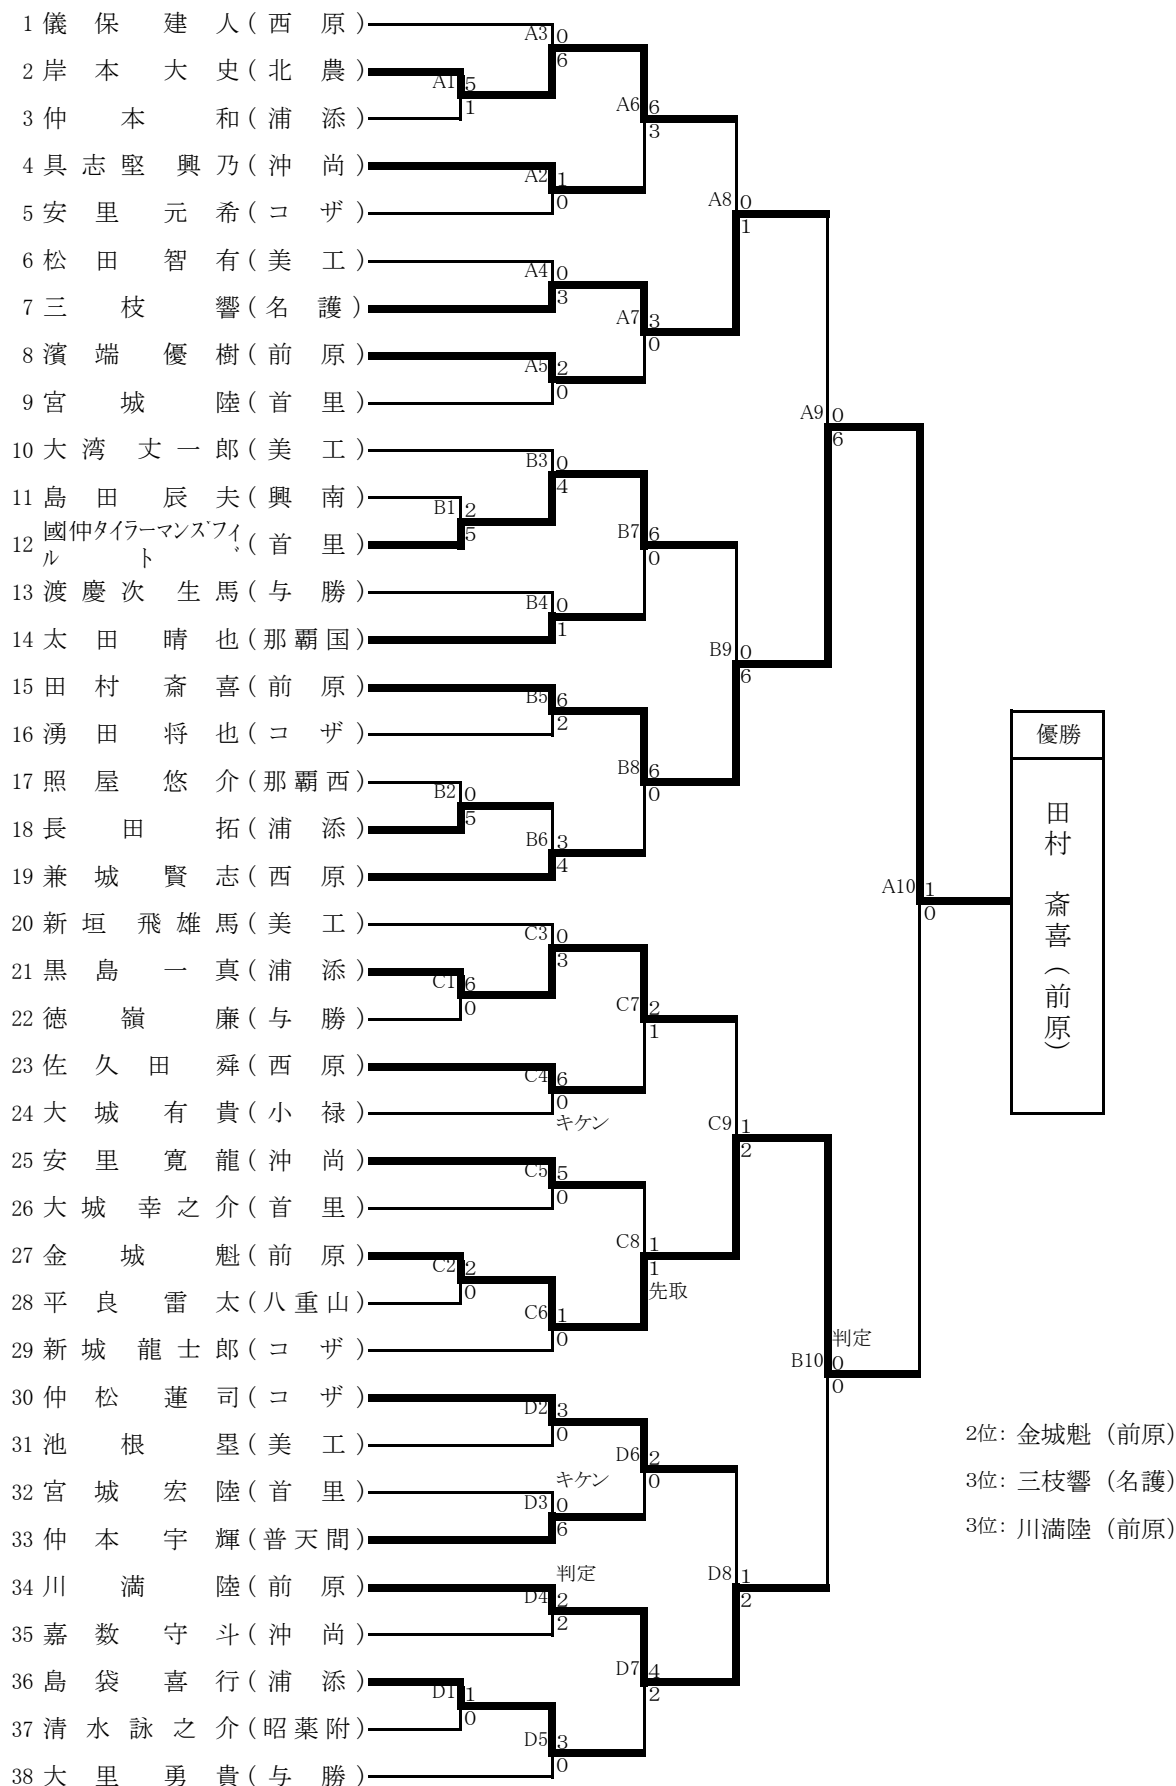 1 儀保 建人 (西原)
A3 0
6
2 岸本 大史 (北農)
A1 5
1
3 仲本 和 (浦添)
A6 6
3
4 具志堅 興乃 (沖尚)
A2 1
0
5 安里 元希 (コザ)
A8 0
1
6 松田 智有 (美工)
A4 0
3
7 三枝 響 (名護)
A7 3
0
8 濱端 優樹 (前原)
A5 2
0
9 宮城 陸 (首里)
A9 0
6
10 大湾 丈一郎 (美工)
B3 0
4
11 島田 辰夫 (興南)
B1 2
5
12 國仲タイラーマンズフィルド (首里)
B7 6
0
13 渡慶次 生馬 (与勝)
B4 0
1
14 太田 晴也 (那覇国)
B9 0
6
15 田村 斎喜 (前原)
B5 6
2
16 湧田 将也 (コザ)
B8 6
0
17 照屋 悠介 (那覇西)
B2 0
5
18 長田 拓 (浦添)
B6 3
4
19 兼城 賢志 (西原)
A10 1
0
優勝
田村 斎喜(前原)
20 新垣 飛雄馬 (美工)
C3 0
3
21 黒島 一真 (浦添)
C1 6
0
22 徳嶺 廉 (与勝)
C7 2
1
23 佐久田 舜 (西原)
C4 6
0
キケン
24 大城 有貴 (小禄)
C9 1
2
25 安里 寛龍 (沖尚)
C5 5
0
26 大城 幸之介 (首里)
C8 1
1
先取
27 金城 魁 (前原)
C2 2
0
28 平良 雷太 (八重山)
C6 1
0
29 新城 龍士郎 (コザ)
判定
B10 0
0
30 仲松 蓮司 (コザ)
D2 3
0
31 池根 塁 (美工)
D6 2
0
32 宮城 宏陸 (首里)
キケン
D3 0
6
33 仲本 宇輝 (普天間)
34 川満 陸 (前原)
判定
D4 2
2
D8 1
2
35 嘉数 守斗 (沖尚)
D7 4
2
36 島袋 喜行 (浦添)
D1 1
0
37 清水 詠之介 (昭薬附)
D5 3
0
38 大里 勇貴 (与勝)
2位: 金城魁 (前原)
3位: 三枝響 (名護)
3位: 川満陸 (前原)